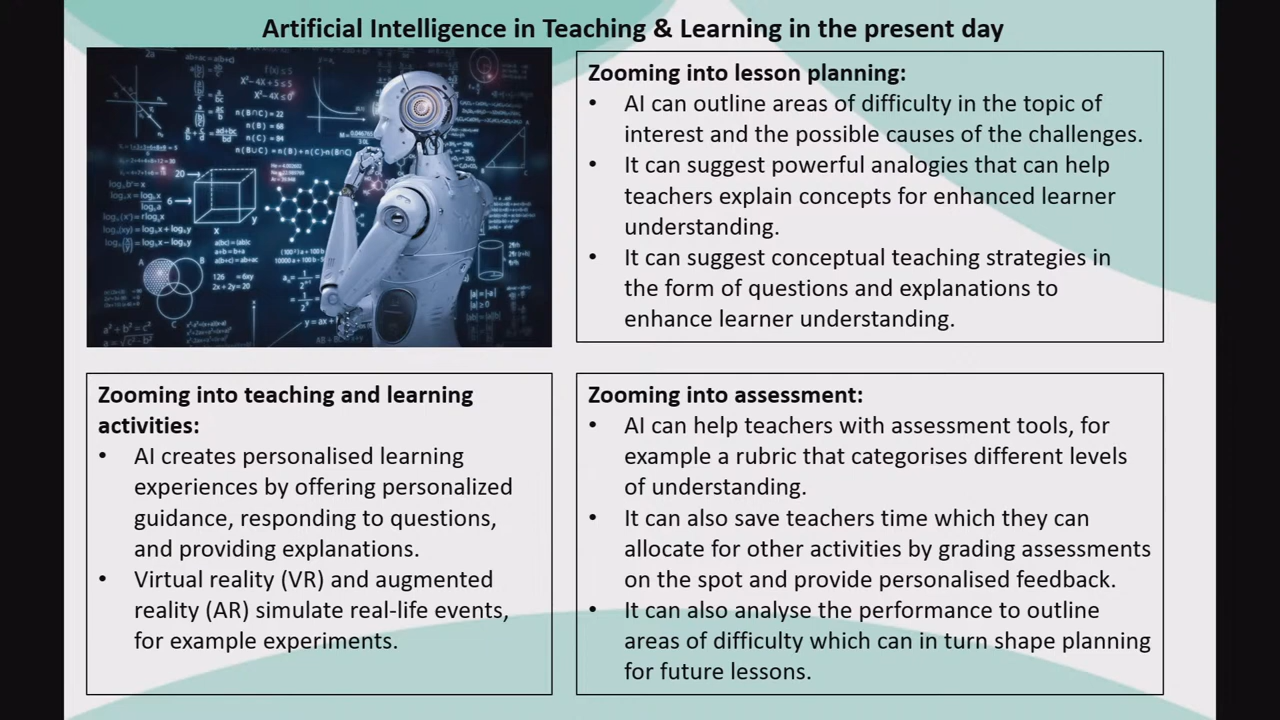 Artificial Intelligence in Teaching & Learning in the present day
Zooming into lesson planning:
• AI can outline areas of difficulty in the topic of
interest and the possible causes of the challenges.
• It can suggest powerful analogies that can help
teachers explain concepts for enhanced learner
understanding.
• It can suggest conceptual teaching strategies in
the form of questions and explanations to
enhance learner understanding.
Zooming into teaching and learning
activities:
• AI creates personalised learning
experiences by offering personalized
guidance, responding to questions,
and providing explanations.
• Virtual reality (VR) and augmented
reality (AR) simulate real-life events,
for example experiments.
Zooming into assessment:
• AI can help teachers with assessment tools, for
example a rubric that categorises different levels
of understanding.
• It can also save teachers time which they can
allocate for other activities by grading assessments
on the spot and provide personalised feedback.
• It can also analyse the performance to outline
areas of difficulty which can in turn shape planning
for future lessons.